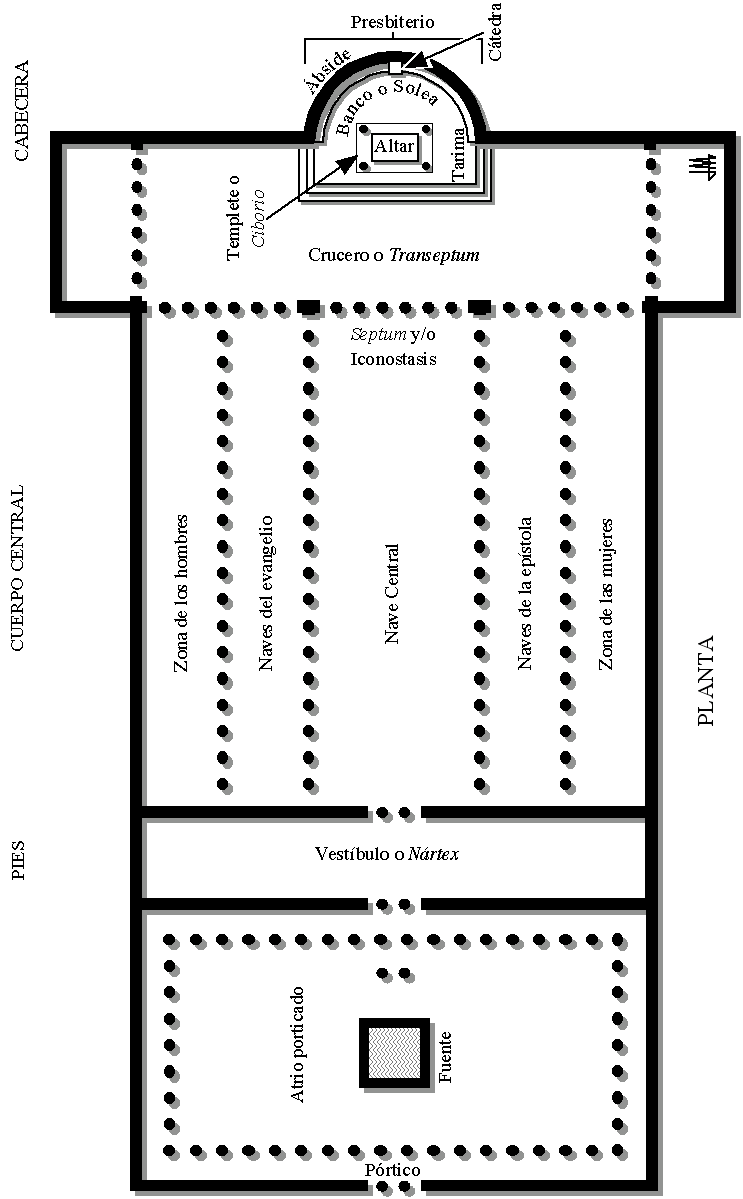 Presbiterio
Cátedra
CABECERA
Ábside
Banco o Solea
Altar
Tarima
Templete o
Ciborio
Crucero o Transeptum
Septum y/o
Iconostasis
CUERPO CENTRAL
Zona de los hombres
Naves del evangelio
Nave Central
Naves de la epístola
Zona de las mujeres
PLANTA
PIES
Vestíbulo o Nártex
Atrio porticado
Fuente
Pórtico